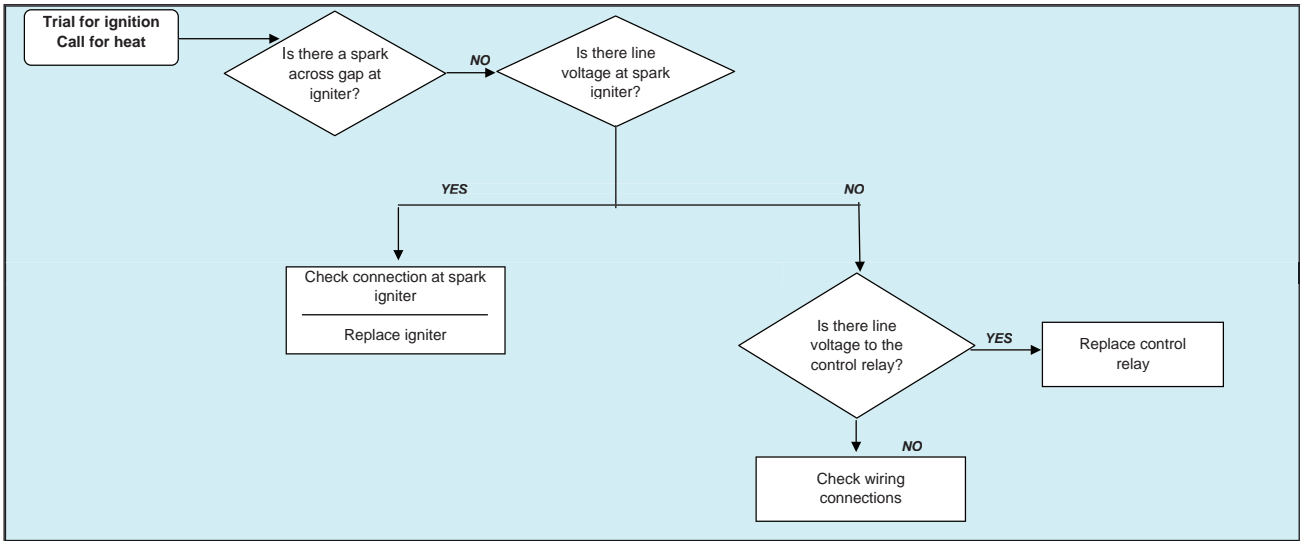 Trial for ignition
Call for heat
Is there a spark
across gap at
igniter?
NO
Is there line
voltage at spark
igniter?
YES
NO
Check connection at spark
igniter
Replace igniter
Is there line
voltage to the
control relay?
YES
Replace control
relay
NO
Check wiring
connections